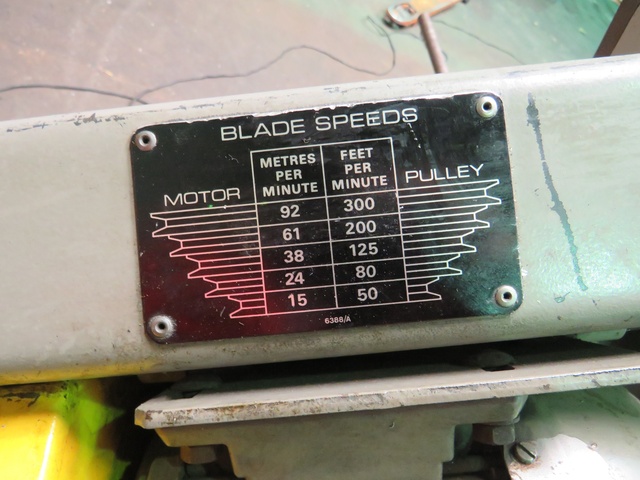 BLADE SPEEDS
MOTOR
METRES PER MINUTE
FEET PER MINUTE
PULLEY
92 300
61 200
38 125
24 80
15 50
6388/A